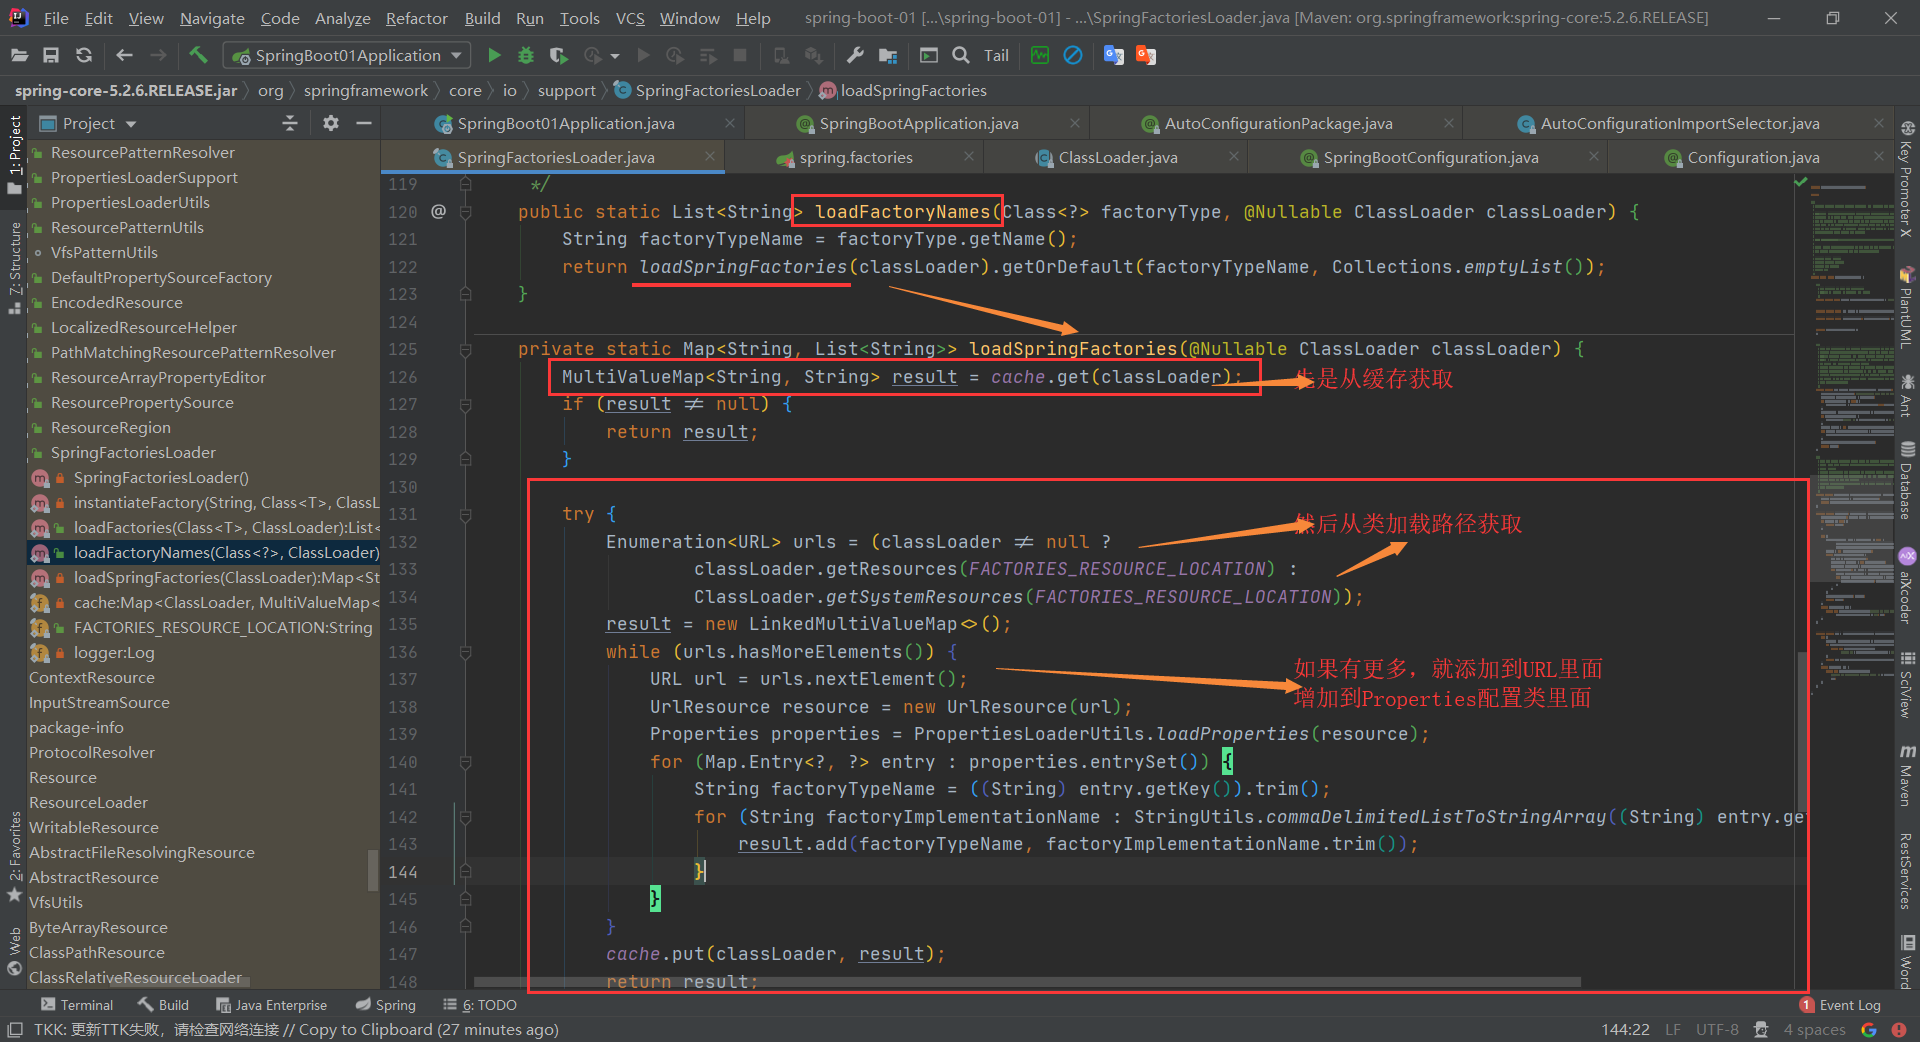 File Edit View Navigate Code Analyze Refactor Build Run Tools VCS Window Help spring-boot-01 [...\spring-boot-01] - ...\SpringFactoriesLoader.java [Maven: org.springframework:spring-core:5.2.6.RELEASE]
SpringBoot01Application Tail
spring-core-5.2.6.RELEASE.jar org springframework core io support SpringFactoriesLoader loadSpringFactories
Project SpringBoot01Application.java SpringBootApplication.java AutoConfigurationPackage.java AutoConfigurationImportSelector.java
SpringFactoriesLoader.java spring.factories ClassLoader.java SpringBootConfiguration.java Configuration.java
1: Project
7: Structure
2: Favorites
Web
ResourcePatternResolver
PropertiesLoaderSupport
PropertiesLoaderUtils
ResourcePatternUtils
VfsPatternUtils
DefaultPropertySourceFactory
EncodedResource
LocalizedResourceHelper
PathMatchingResourcePatternResolver
ResourceArrayPropertyEditor
ResourcePropertySource
ResourceRegion
SpringFactoriesLoader
SpringFactoriesLoader()
instantiateFactory(String, Class<T>, ClassL
loadFactories(Class<T>, ClassLoader):List<
loadFactoryNames(Class<?>, ClassLoader)
loadSpringFactories(ClassLoader):Map<St
cache:Map<ClassLoader, MultiValueMap<
FACTORIES_RESOURCE_LOCATION:String
logger:Log
ContextResource
InputStreamSource
package-info
ProtocolResolver
Resource
ResourceLoader
WritableResource
AbstractFileResolvingResource
AbstractResource
VfsUtils
ByteArrayResource
ClassPathResource
ClassRelativeResourceLoader
119 */
120 @ public static List<String> loadFactoryNames(Class<?> factoryType, @Nullable ClassLoader classLoader) {
121 String factoryTypeName = factoryType.getName();
122 return loadSpringFactories(classLoader).getOrDefault(factoryTypeName, Collections.emptyList());
123 }
124
125 private static Map<String, List<String>> loadSpringFactories(@Nullable ClassLoader classLoader) {
126 MultiValueMap<String, String> result = cache.get(classLoader); 先是从缓存获取
127 if (result ≠ null) {
128 return result;
129 }
130
131 try { 然后从类加载路径获取
132 Enumeration<URL> urls = (classLoader ≠ null ?
133 classLoader.getResources(FACTORIES_RESOURCE_LOCATION) :
134 ClassLoader.getSystemResources(FACTORIES_RESOURCE_LOCATION));
135 result = new LinkedMultiValueMap<>();
136 while (urls.hasMoreElements()) { 如果有更多，就添加到URL里面
137 URL url = urls.nextElement(); 增加到Properties配置类里面
138 UrlResource resource = new UrlResource(url);
139 Properties properties = PropertiesLoaderUtils.loadProperties(resource);
140 for (Map.Entry<?, ?> entry : properties.entrySet()) {
141 String factoryTypeName = ((String) entry.getKey()).trim();
142 for (String factoryImplementationName : StringUtils.commaDelimitedListToStringArray((String) entry.ge
143 result.add(factoryTypeName, factoryImplementationName.trim());
144 }
145 }
146 }
147 cache.put(classLoader, result);
148 return result;
Key Promoter X
PlantUML
Ant
Database
aiXcoder
SciView
Maven
RestServices
Word
Terminal Build Java Enterprise Spring 6: TODO 1 Event Log
TKK: 更新TTK失败，请检查网络连接 // Copy to Clipboard (27 minutes ago) 144:22 LF UTF-8 4 spaces